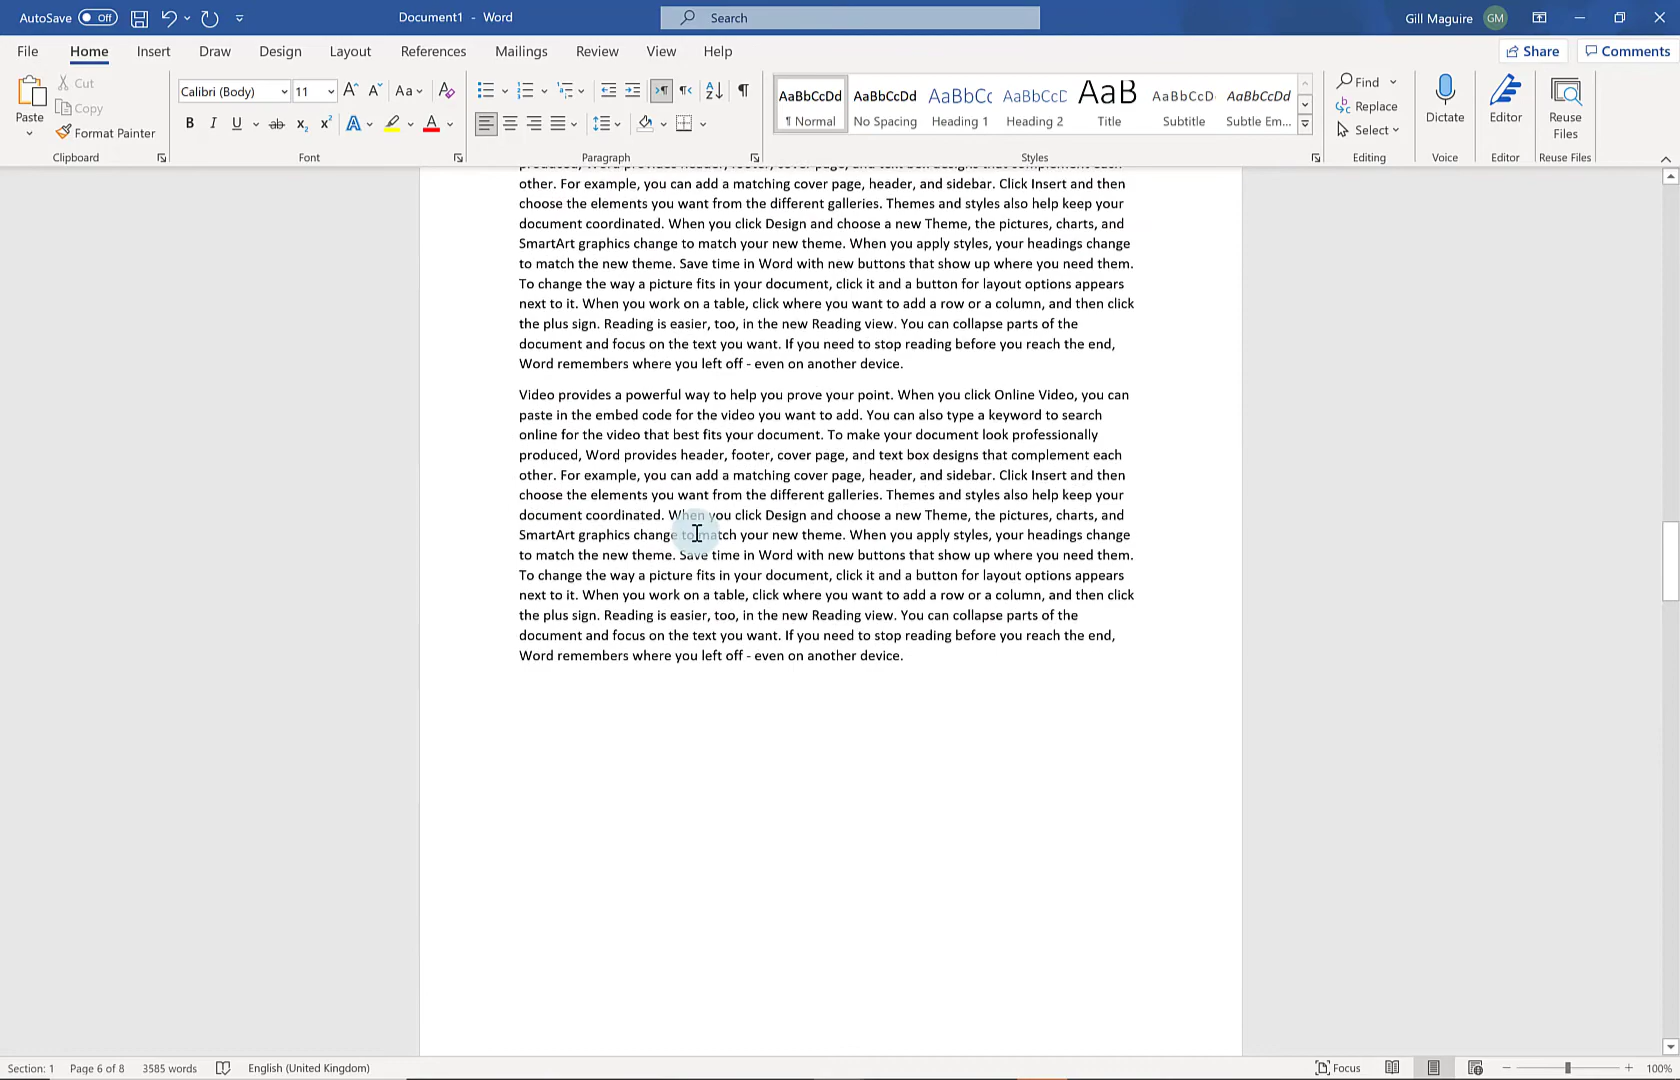 AutoSave Off Document1 - Word Search Gill Maguire GM
File Home Insert Draw Design Layout References Mailings Review View Help Share Comments
Paste Cut Copy Format Painter Clipboard
Calibri (Body) 11 Aa Font
Paragraph
AaBbCcDd ¶ Normal
AaBbCcDd No Spacing
AaBbCc Heading 1
AaBbCcD Heading 2
AaB Title
AaBbCcD Subtitle
AaBbCcDd Subtle Em...
Styles
Find Replace Select Editing
Dictate Voice
Editor Editor
Reuse Files Reuse Files
produced, Word provides header, footer, cover page, and text box designs that complement each
other. For example, you can add a matching cover page, header, and sidebar. Click Insert and then
choose the elements you want from the different galleries. Themes and styles also help keep your
document coordinated. When you click Design and choose a new Theme, the pictures, charts, and
SmartArt graphics change to match your new theme. When you apply styles, your headings change
to match the new theme. Save time in Word with new buttons that show up where you need them.
To change the way a picture fits in your document, click it and a button for layout options appears
next to it. When you work on a table, click where you want to add a row or a column, and then click
the plus sign. Reading is easier, too, in the new Reading view. You can collapse parts of the
document and focus on the text you want. If you need to stop reading before you reach the end,
Word remembers where you left off - even on another device.
Video provides a powerful way to help you prove your point. When you click Online Video, you can
paste in the embed code for the video you want to add. You can also type a keyword to search
online for the video that best fits your document. To make your document look professionally
produced, Word provides header, footer, cover page, and text box designs that complement each
other. For example, you can add a matching cover page, header, and sidebar. Click Insert and then
choose the elements you want from the different galleries. Themes and styles also help keep your
document coordinated. When you click Design and choose a new Theme, the pictures, charts, and
SmartArt graphics change to match your new theme. When you apply styles, your headings change
to match the new theme. Save time in Word with new buttons that show up where you need them.
To change the way a picture fits in your document, click it and a button for layout options appears
next to it. When you work on a table, click where you want to add a row or a column, and then click
the plus sign. Reading is easier, too, in the new Reading view. You can collapse parts of the
document and focus on the text you want. If you need to stop reading before you reach the end,
Word remembers where you left off - even on another device.
Section: 1 Page 6 of 8 3585 words English (United Kingdom) Focus 100%